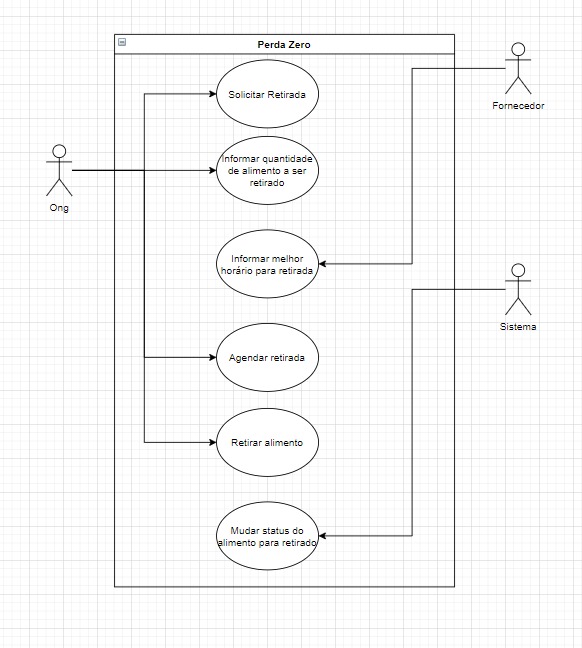 Perda Zero
Solicitar Retirada
Fornecedor
Informar quantidade
de alimento a ser
retirado
Ong
Informar melhor
horário para retirada
Sistema
Agendar retirada
Retirar alimento
Mudar status do
alimento para retirado